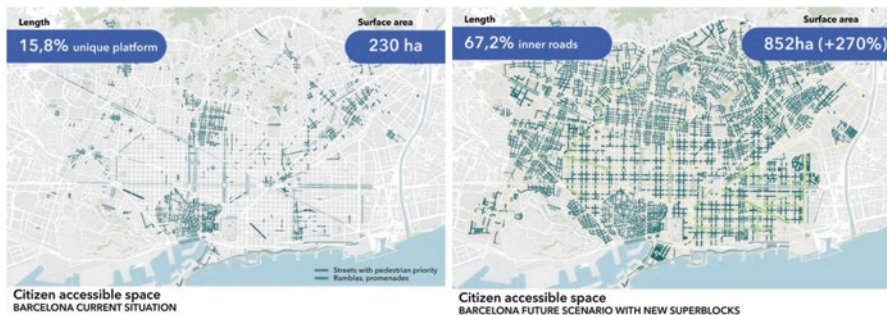 Length
15,8% unique platform
Surface area
230 ha
Streets with pedestrian priority
Ramblas, promenades
Citizen accessible space
BARCELONA CURRENT SITUATION
Length
67,2% inner roads
Surface area
852ha (+270%)
Citizen accessible space
BARCELONA FUTURE SCENARIO WITH NEW SUPERBLOCKS